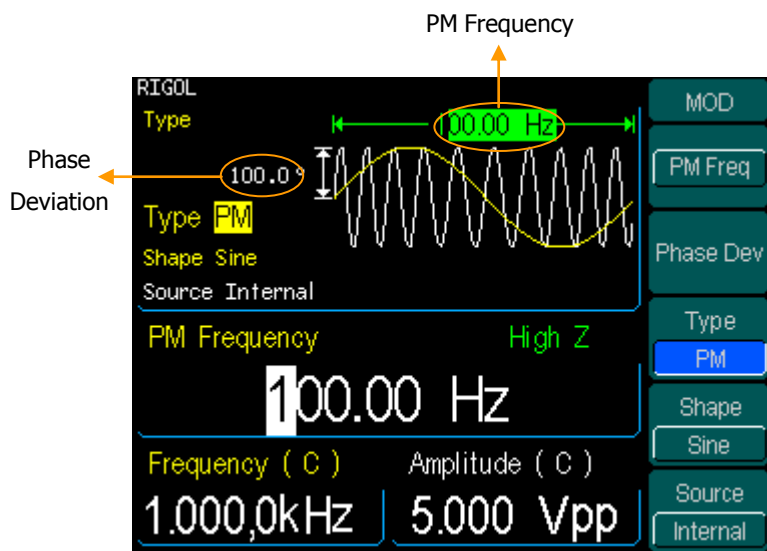 PM Frequency
RIGOL
Type
100.00 Hz
Phase
Deviation
100.0°
Type PM
Shape Sine
Source Internal
PM Frequency
High Z
100.00 Hz
Frequency ( C )
Amplitude ( C )
1.000,0kHz
5.000 Vpp
MOD
PM Freq
Phase Dev
Type
PM
Shape
Sine
Source
Internal